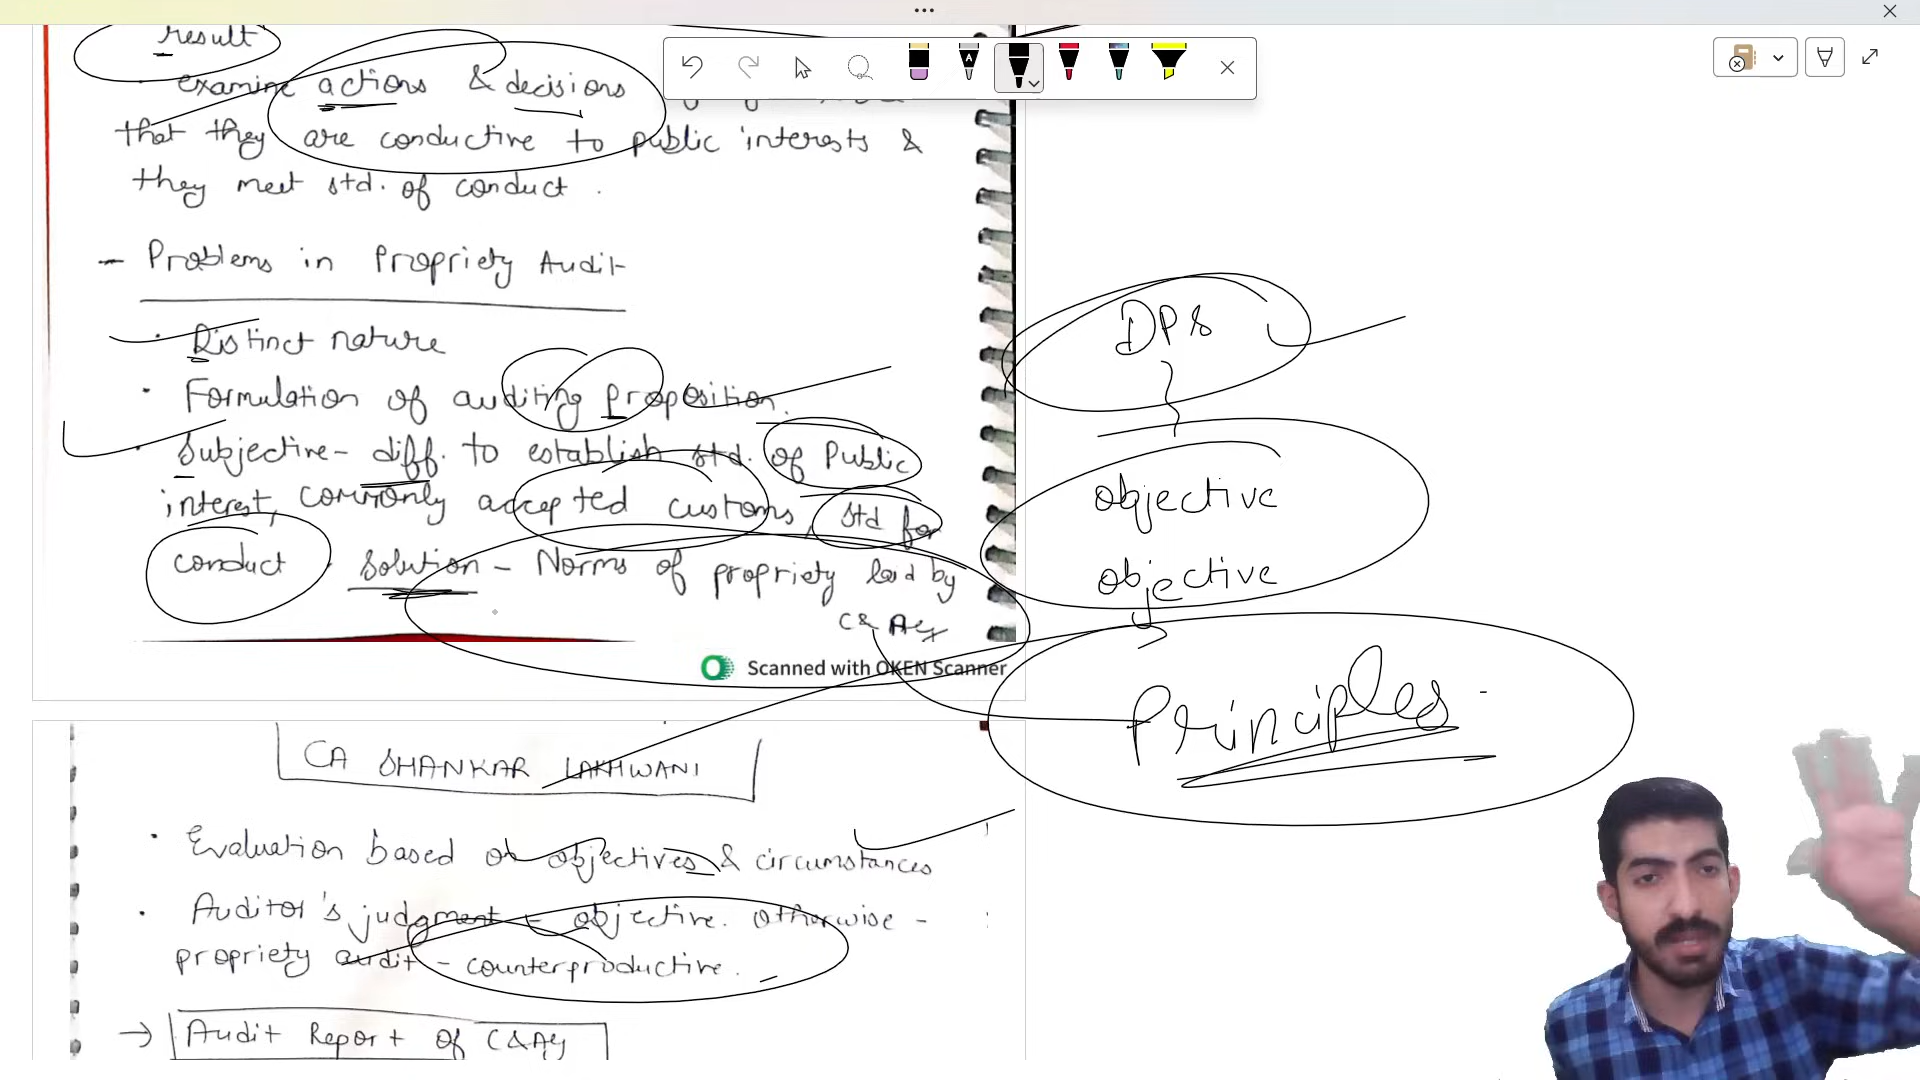 result
· examine actions & decisions
that they are conductive to public interests &
they meet std. of conduct .
- Problems in Propriety Audit
· Distinct nature
· Formulation of auditing Proposition.
· Subjective- diff. to establish std. of Public
interest, commonly accepted customs, std for
conduct . Solution - Norms of propriety laid by
C&AG
Scanned with OKEN Scanner
CA SHANKAR LAKHWANI
· Evaluation based on objectives & circumstances
· Auditor's judgment - objective. Otherwise -
propriety audit - counterproductive.
→ Audit Report of C&AG
DPS
objective
objective
Principles